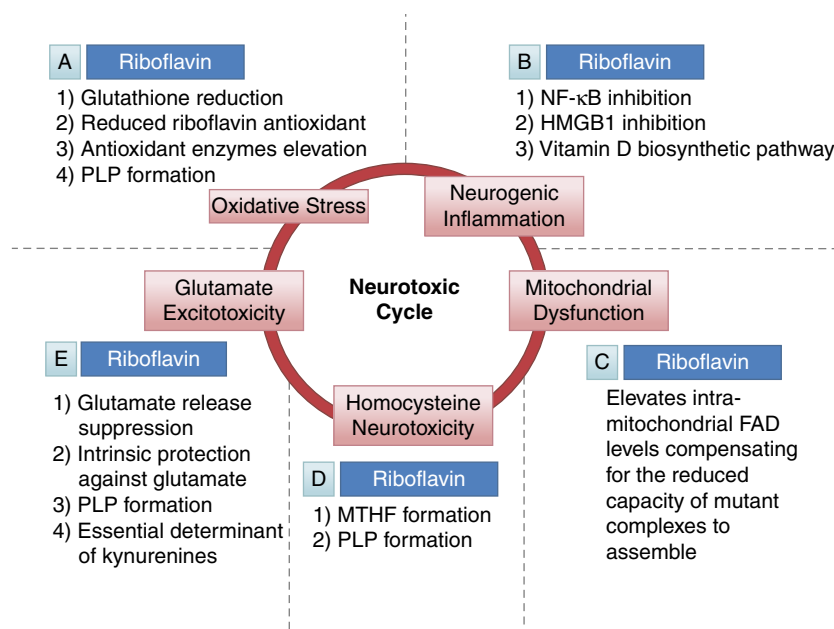 A Riboflavin
1) Glutathione reduction
2) Reduced riboflavin antioxidant
3) Antioxidant enzymes elevation
4) PLP formation
B Riboflavin
1) NF-κB inhibition
2) HMGB1 inhibition
3) Vitamin D biosynthetic pathway
Oxidative Stress
Neurogenic
Inflammation
Glutamate
Excitotoxicity
Neurotoxic
Cycle
Mitochondrial
Dysfunction
Homocysteine
Neurotoxicity
E Riboflavin
1) Glutamate release
suppression
2) Intrinsic protection
against glutamate
3) PLP formation
4) Essential determinant
of kynurenines
D Riboflavin
1) MTHF formation
2) PLP formation
C Riboflavin
Elevates intra-
mitochondrial FAD
levels compensating
for the reduced
capacity of mutant
complexes to
assemble